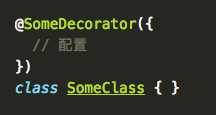 @SomeDecorator({
  // 配置
})
class SomeClass { }